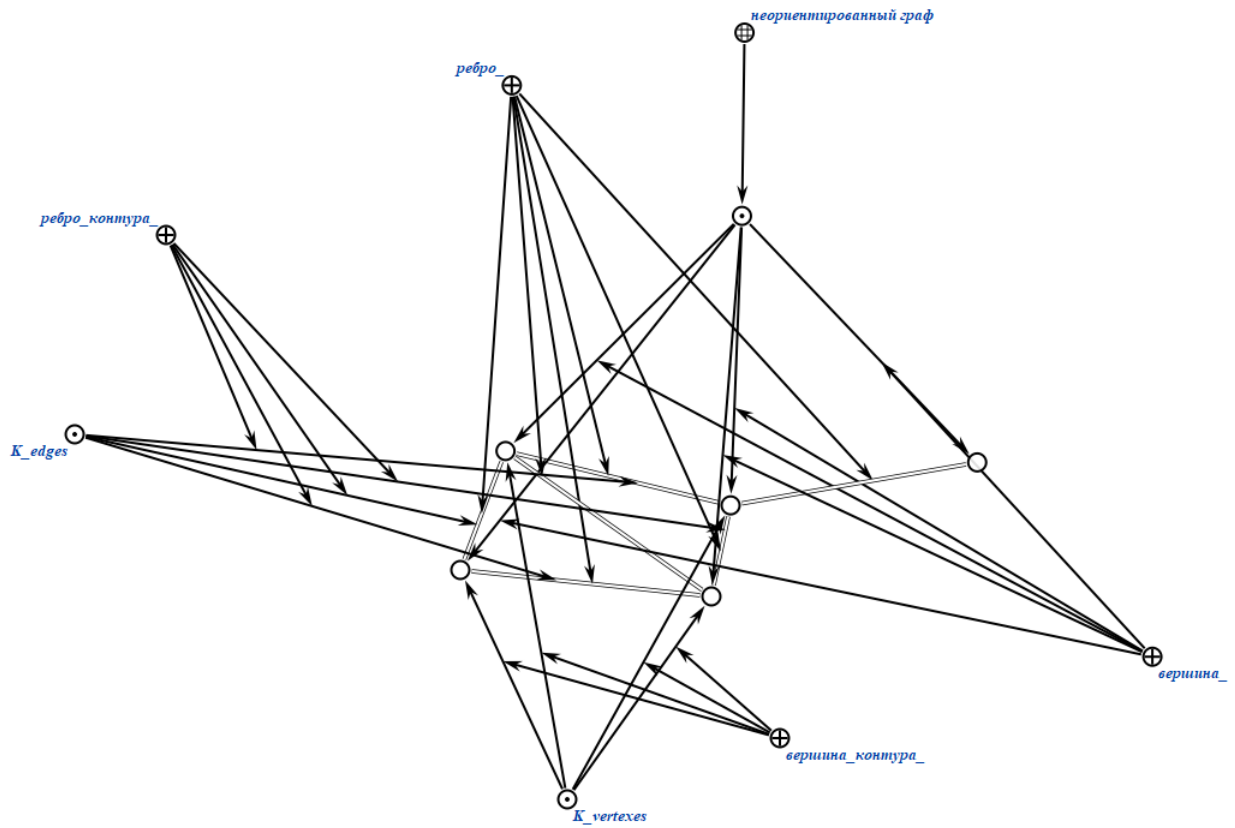 неориентированный граф
ребро_
ребро_контура_
K_edges
вершина_
вершина_контура_
K_vertexes